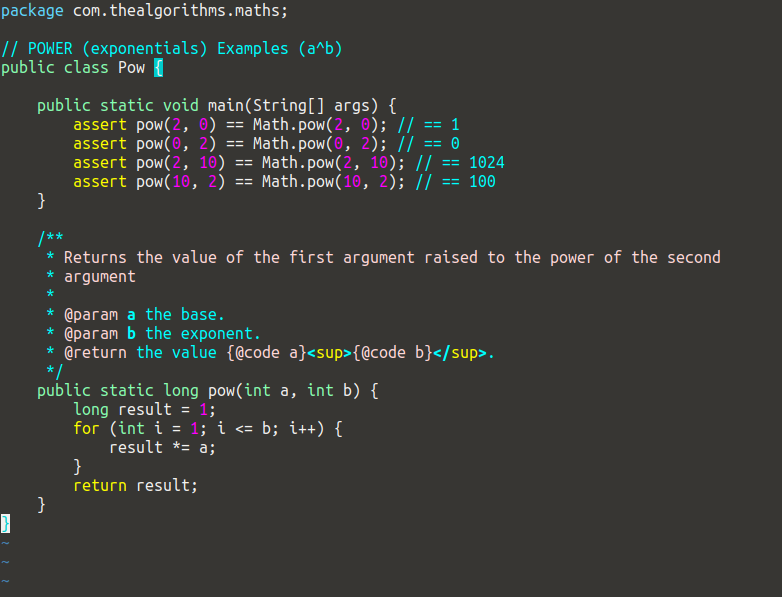 package com.thealgorithms.maths;

// POWER (exponentials) Examples (a^b)
public class Pow {

    public static void main(String[] args) {
        assert pow(2, 0) == Math.pow(2, 0); // == 1
        assert pow(0, 2) == Math.pow(0, 2); // == 0
        assert pow(2, 10) == Math.pow(2, 10); // == 1024
        assert pow(10, 2) == Math.pow(10, 2); // == 100
    }

    /**
     * Returns the value of the first argument raised to the power of the second
     * argument
     *
     * @param a the base.
     * @param b the exponent.
     * @return the value {@code a}<sup>{@code b}</sup>.
     */
    public static long pow(int a, int b) {
        long result = 1;
        for (int i = 1; i <= b; i++) {
            result *= a;
        }
        return result;
    }
}
~
~
~